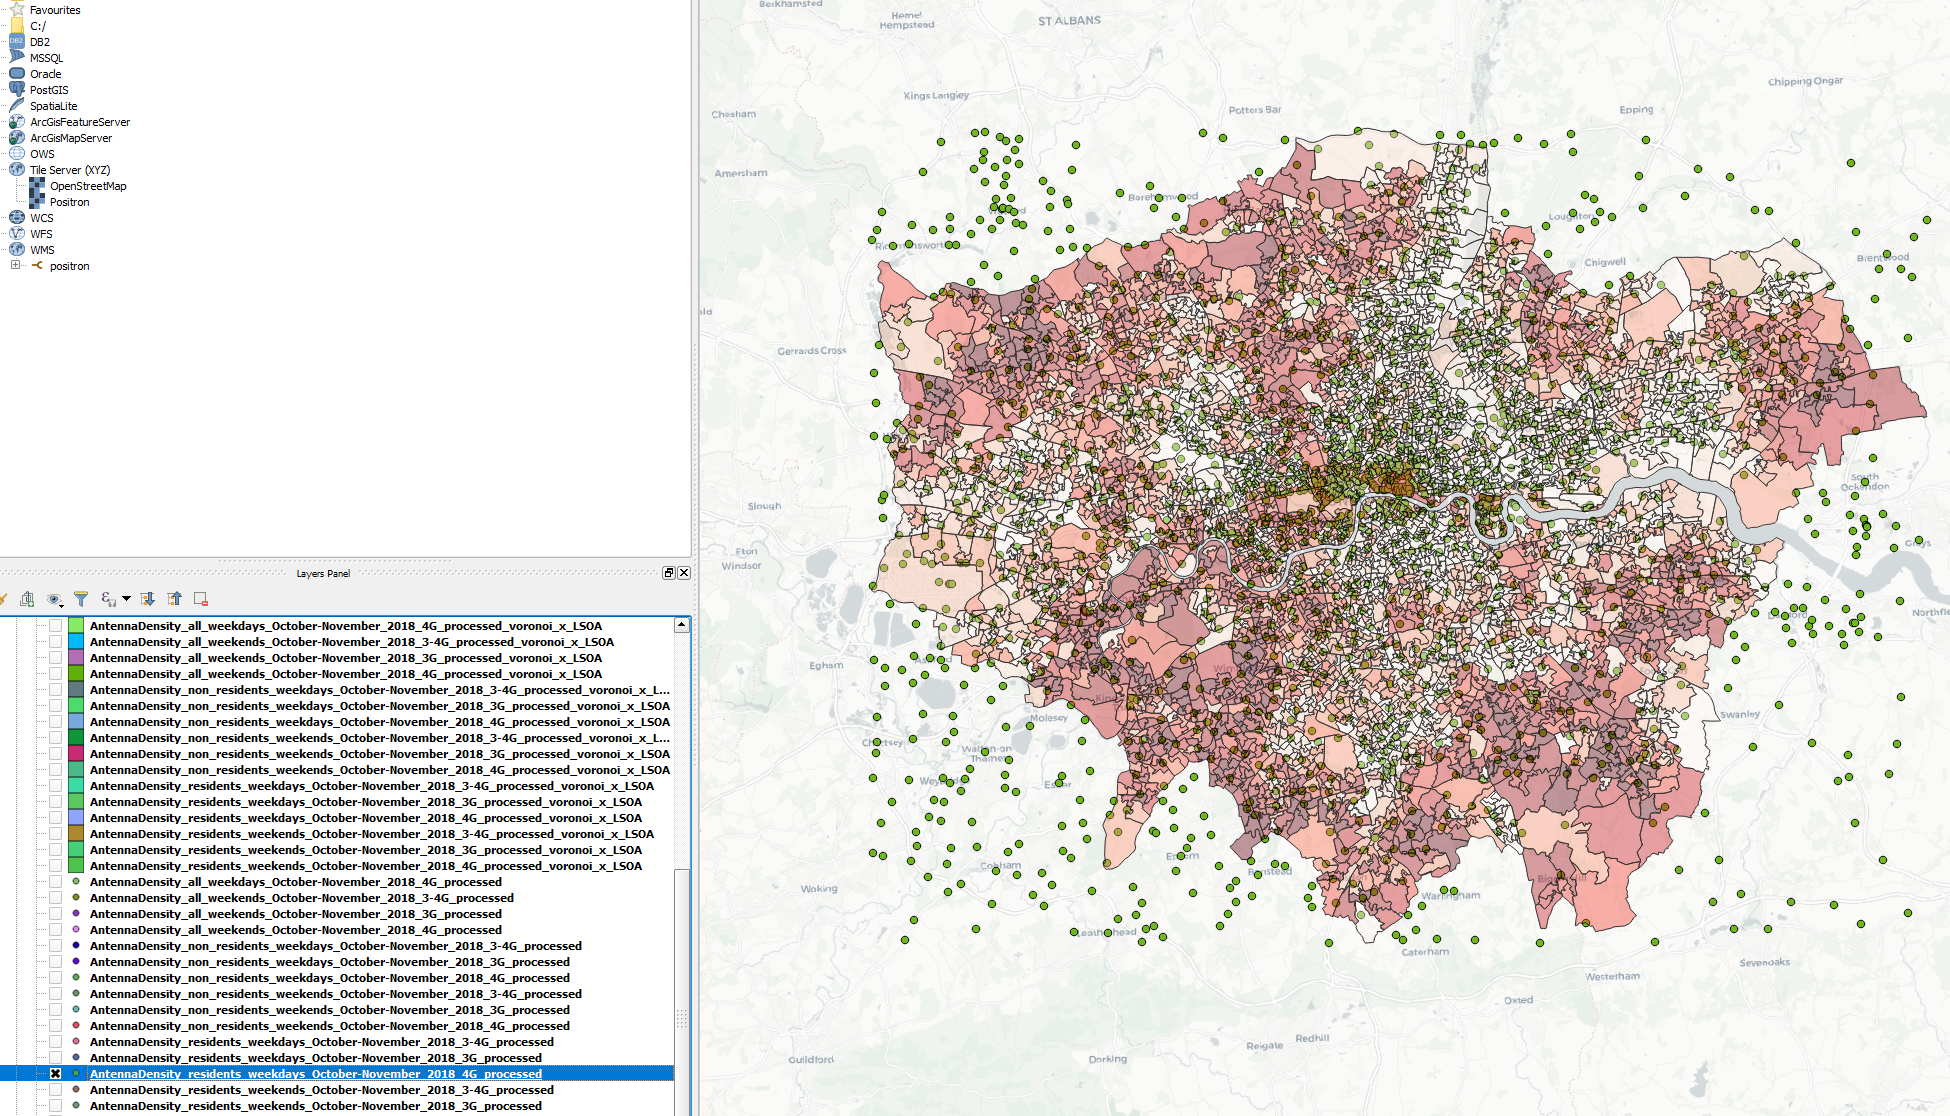 Favourites
C:/
DB2
MSSQL
Oracle
PostGIS
SpatiaLite
ArcGisFeatureServer
ArcGisMapServer
OWS
Tile Server (XYZ)
OpenStreetMap
Positron
WCS
WFS
WMS
positron
Layers Panel
AntennaDensity_all_weekdays_October-November_2018_4G_processed_voronoi_x_LSOA
AntennaDensity_all_weekends_October-November_2018_3-4G_processed_voronoi_x_LSOA
AntennaDensity_all_weekends_October-November_2018_3G_processed_voronoi_x_LSOA
AntennaDensity_all_weekends_October-November_2018_4G_processed_voronoi_x_LSOA
AntennaDensity_non_residents_weekdays_October-November_2018_3-4G_processed_voronoi_x_L...
AntennaDensity_non_residents_weekdays_October-November_2018_3G_processed_voronoi_x_LSOA
AntennaDensity_non_residents_weekdays_October-November_2018_4G_processed_voronoi_x_LSOA
AntennaDensity_non_residents_weekends_October-November_2018_3-4G_processed_voronoi_x_L...
AntennaDensity_non_residents_weekends_October-November_2018_3G_processed_voronoi_x_LSOA
AntennaDensity_non_residents_weekends_October-November_2018_4G_processed_voronoi_x_LSOA
AntennaDensity_residents_weekdays_October-November_2018_3-4G_processed_voronoi_x_LSOA
AntennaDensity_residents_weekdays_October-November_2018_3G_processed_voronoi_x_LSOA
AntennaDensity_residents_weekdays_October-November_2018_4G_processed_voronoi_x_LSOA
AntennaDensity_residents_weekends_October-November_2018_3-4G_processed_voronoi_x_LSOA
AntennaDensity_residents_weekends_October-November_2018_3G_processed_voronoi_x_LSOA
AntennaDensity_residents_weekends_October-November_2018_4G_processed_voronoi_x_LSOA
AntennaDensity_all_weekdays_October-November_2018_4G_processed
AntennaDensity_all_weekends_October-November_2018_3-4G_processed
AntennaDensity_all_weekends_October-November_2018_3G_processed
AntennaDensity_all_weekends_October-November_2018_4G_processed
AntennaDensity_non_residents_weekdays_October-November_2018_3-4G_processed
AntennaDensity_non_residents_weekdays_October-November_2018_3G_processed
AntennaDensity_non_residents_weekdays_October-November_2018_4G_processed
AntennaDensity_non_residents_weekends_October-November_2018_3-4G_processed
AntennaDensity_non_residents_weekends_October-November_2018_3G_processed
AntennaDensity_non_residents_weekends_October-November_2018_4G_processed
AntennaDensity_residents_weekdays_October-November_2018_3-4G_processed
AntennaDensity_residents_weekdays_October-November_2018_3G_processed
AntennaDensity_residents_weekdays_October-November_2018_4G_processed
AntennaDensity_residents_weekends_October-November_2018_3-4G_processed
AntennaDensity_residents_weekends_October-November_2018_3G_processed
Berkhamsted
Hemel
Hempstead
ST ALBANS
Chipping Ongar
Kings Langley
Chesham
Potters Bar
Epping
Amersham
Loughton
Chigwell
Brentwood
Gerrards Cross
Slough
South
Ockendon
Eton
Windsor
Grays
Northfle
Egham
Molesey
Swanley
Chertsey
Walton-on
Thames
Cobham
Epsom
Banstead
Woking
Warlingham
Leatherhead
Caterham
Sevenoaks
Westerham
Oxted
Redhill
Reigate
Dorking
Guildford